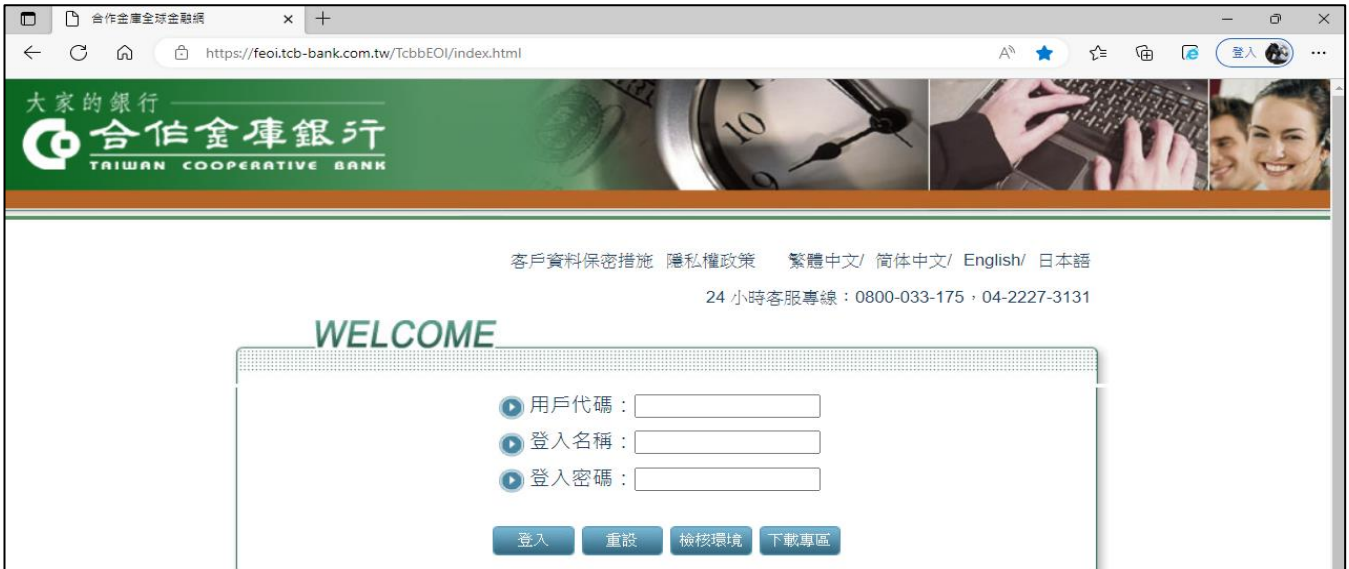 合作金庫全球金融網
https://feoi.tcb-bank.com.tw/TcbbEOI/index.html
登入
大家的銀行
合作金庫銀行
TAIWAN COOPERATIVE BANK
10
客戶資料保密措施 隱私權政策 繁體中文/ 简体中文/ English/ 日本語
24 小時客服專線：0800-033-175，04-2227-3131
WELCOME
用戶代碼：
登入名稱：
登入密碼：
登入 重設 檢核環境 下載專區